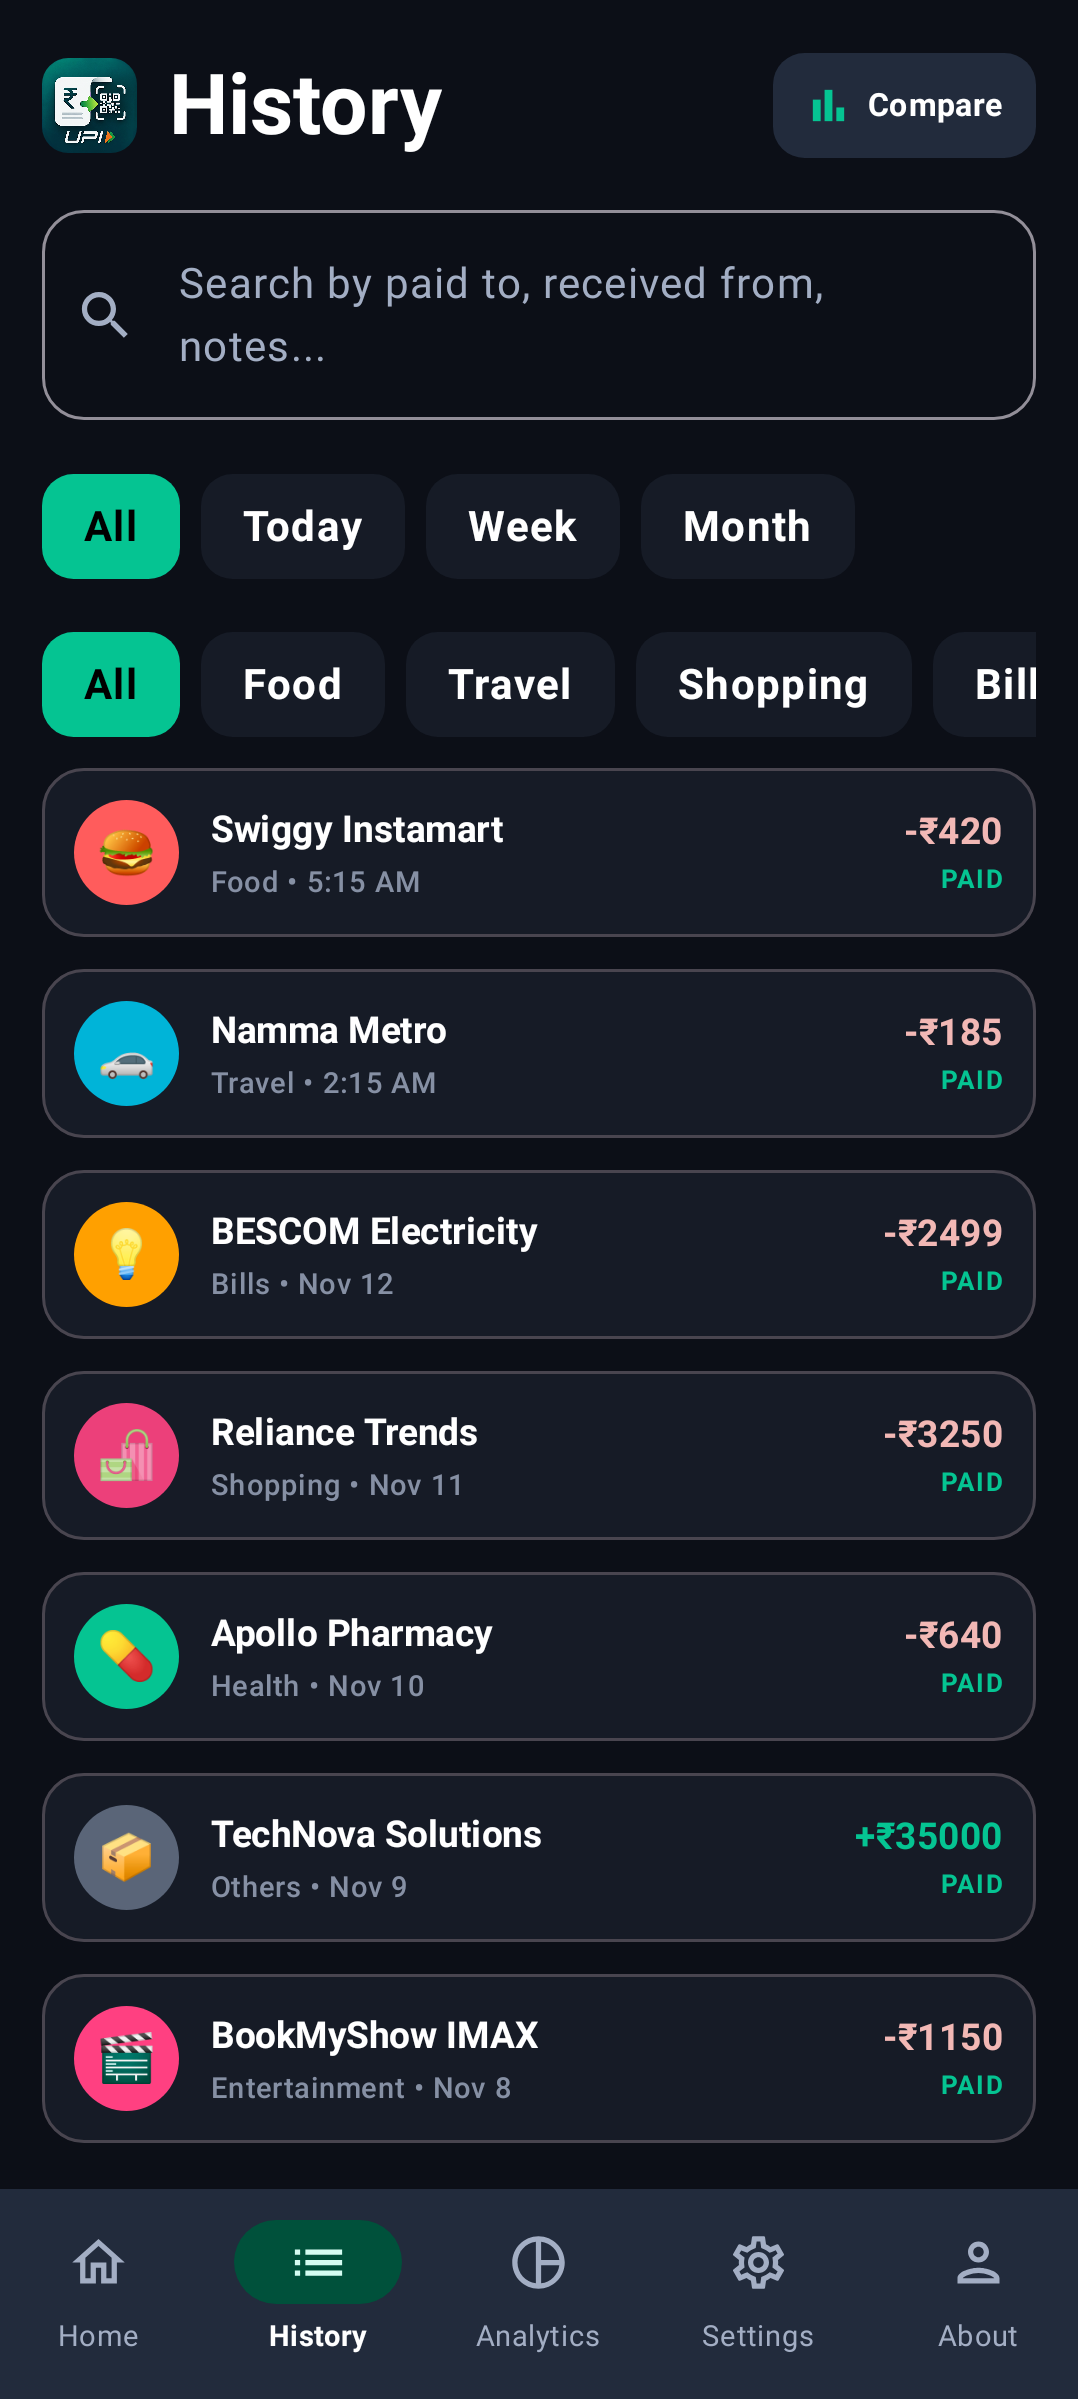 ₹
UPI
History
Compare
Search by paid to, received from,
notes...
All
Today
Week
Month
All
Food
Travel
Shopping
Bill
Swiggy Instamart
-₹420
Food • 5:15 AM
PAID
Namma Metro
-₹185
Travel • 2:15 AM
PAID
BESCOM Electricity
-₹2499
Bills • Nov 12
PAID
Reliance Trends
-₹3250
Shopping • Nov 11
PAID
Apollo Pharmacy
-₹640
Health • Nov 10
PAID
TechNova Solutions
+₹35000
Others • Nov 9
PAID
BookMyShow IMAX
-₹1150
Entertainment • Nov 8
PAID
Home
History
Analytics
Settings
About